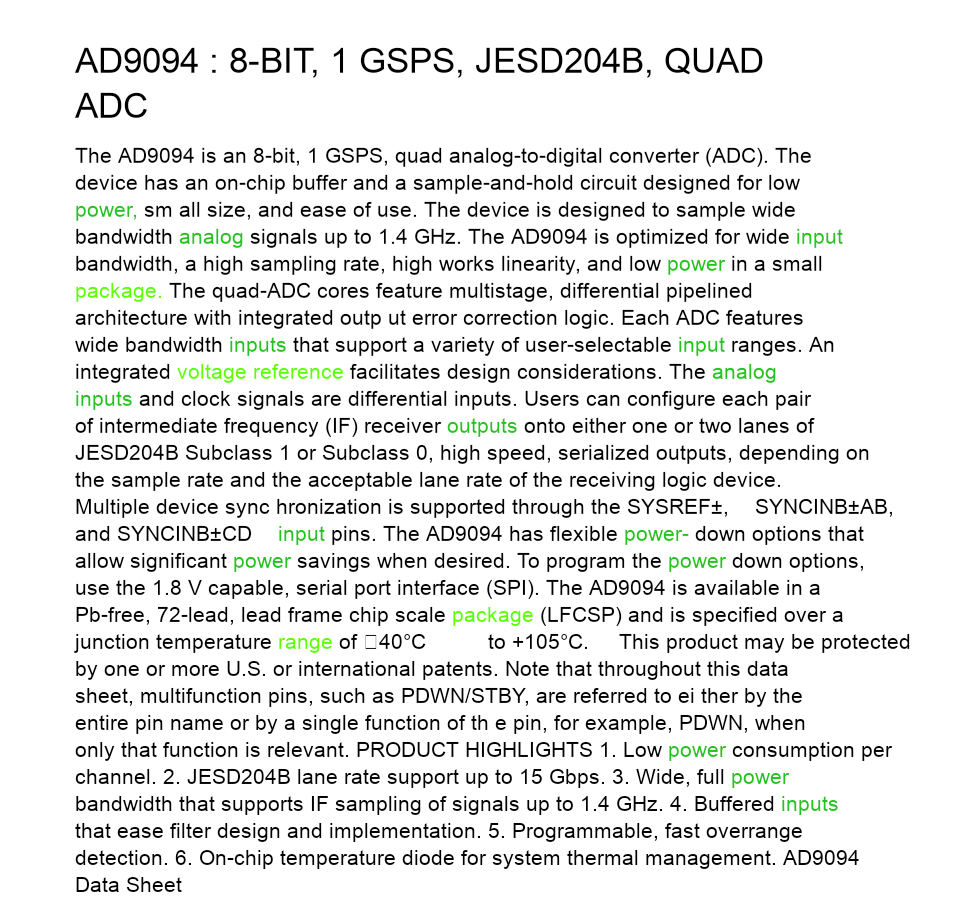 AD9094 : 8-BIT, 1 GSPS, JESD204B, QUAD
ADC
The AD9094 is an 8-bit, 1 GSPS, quad analog-to-digital converter (ADC). The
device has an on-chip buffer and a sample-and-hold circuit designed for low
power, sm all size, and ease of use. The device is designed to sample wide
bandwidth analog signals up to 1.4 GHz. The AD9094 is optimized for wide input
bandwidth, a high sampling rate, high works linearity, and low power in a small
package. The quad-ADC cores feature multistage, differential pipelined
architecture with integrated outp ut error correction logic. Each ADC features
wide bandwidth inputs that support a variety of user-selectable input ranges. An
integrated voltage reference facilitates design considerations. The analog
inputs and clock signals are differential inputs. Users can configure each pair
of intermediate frequency (IF) receiver outputs onto either one or two lanes of
JESD204B Subclass 1 or Subclass 0, high speed, serialized outputs, depending on
the sample rate and the acceptable lane rate of the receiving logic device.
Multiple device sync hronization is supported through the SYSREF±, SYNCINB±AB,
and SYNCINB±CD input pins. The AD9094 has flexible power- down options that
allow significant power savings when desired. To program the power down options,
use the 1.8 V capable, serial port interface (SPI). The AD9094 is available in a
Pb-free, 72-lead, lead frame chip scale package (LFCSP) and is specified over a
junction temperature range of □40°C to +105°C. This product may be protected
by one or more U.S. or international patents. Note that throughout this data
sheet, multifunction pins, such as PDWN/STBY, are referred to ei ther by the
entire pin name or by a single function of th e pin, for example, PDWN, when
only that function is relevant. PRODUCT HIGHLIGHTS 1. Low power consumption per
channel. 2. JESD204B lane rate support up to 15 Gbps. 3. Wide, full power
bandwidth that supports IF sampling of signals up to 1.4 GHz. 4. Buffered inputs
that ease filter design and implementation. 5. Programmable, fast overrange
detection. 6. On-chip temperature diode for system thermal management. AD9094
Data Sheet